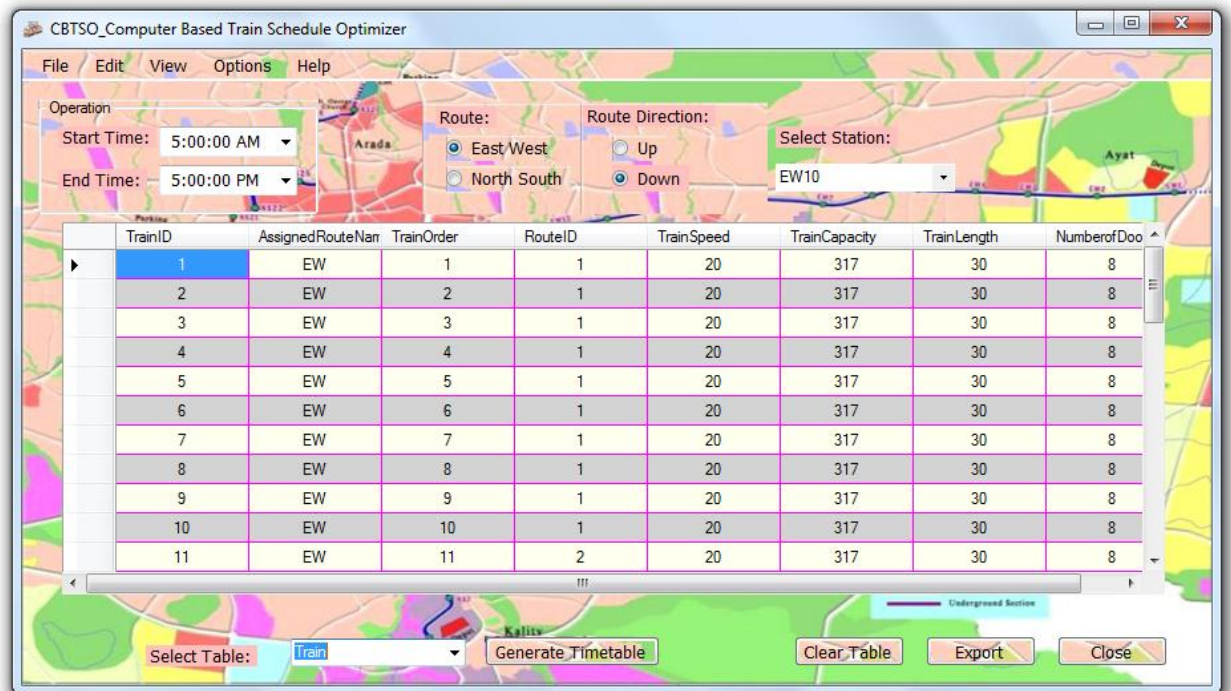 CBTSO_Computer Based Train Schedule Optimizer
File Edit View Options Help
Operation
Start Time: 5:00:00 AM
End Time: 5:00:00 PM
Route:
East West
North South
Route Direction:
Up
Down
Select Station:
EW10
Arada
Ayat
Depot
EW7
EW2
NS22
NS21
Parking
TrainID AssignedRouteNam TrainOrder RouteID TrainSpeed TrainCapacity TrainLength NumberofDoo
1 EW 1 1 20 317 30 8
2 EW 2 1 20 317 30 8
3 EW 3 1 20 317 30 8
4 EW 4 1 20 317 30 8
5 EW 5 1 20 317 30 8
6 EW 6 1 20 317 30 8
7 EW 7 1 20 317 30 8
8 EW 8 1 20 317 30 8
9 EW 9 1 20 317 30 8
10 EW 10 1 20 317 30 8
11 EW 11 2 20 317 30 8
Underground Section
Kality
Select Table: Train Generate Timetable Clear Table Export Close